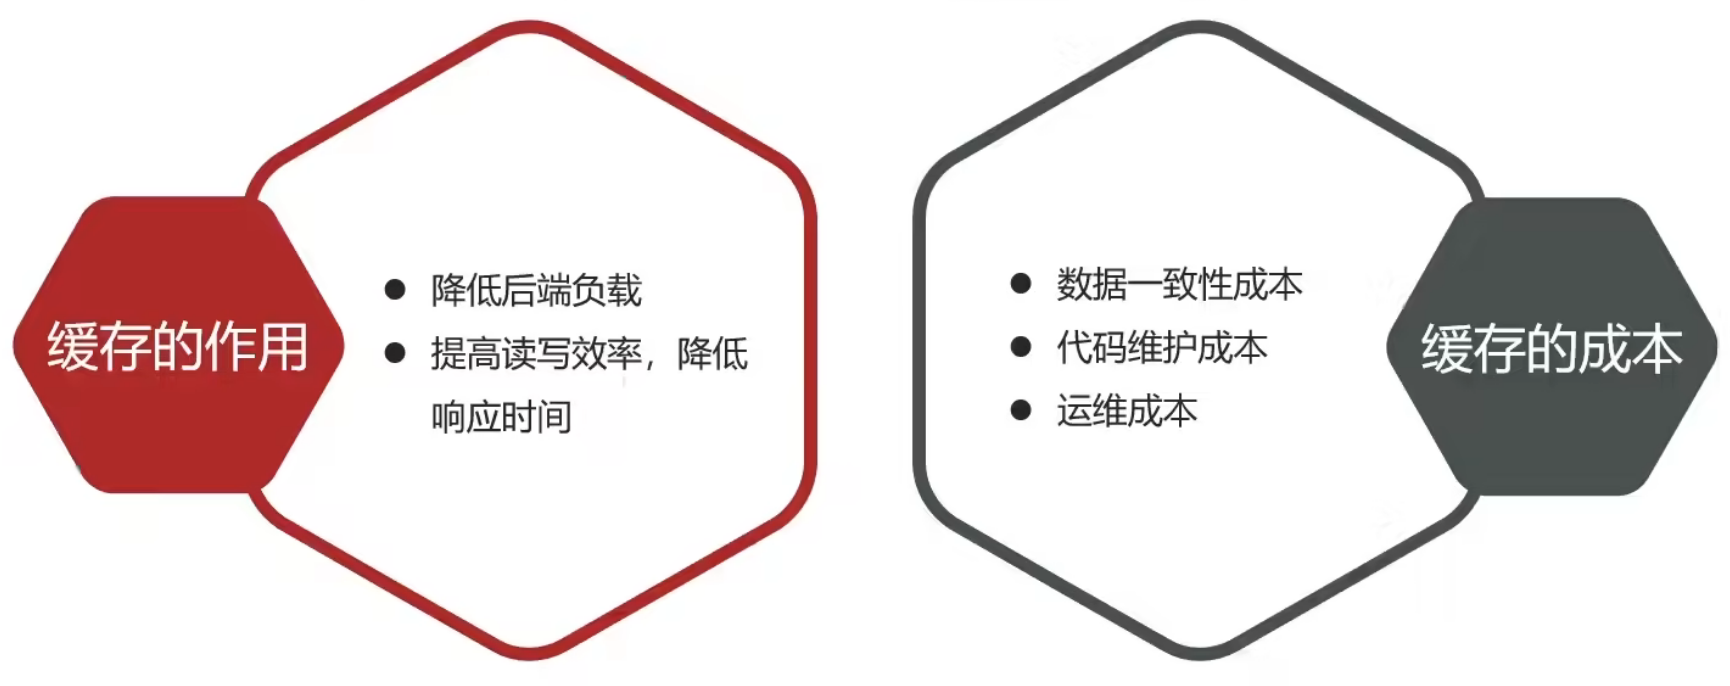 缓存的作用
● 降低后端负载
● 提高读写效率，降低
响应时间
● 数据一致性成本
● 代码维护成本
● 运维成本
缓存的成本